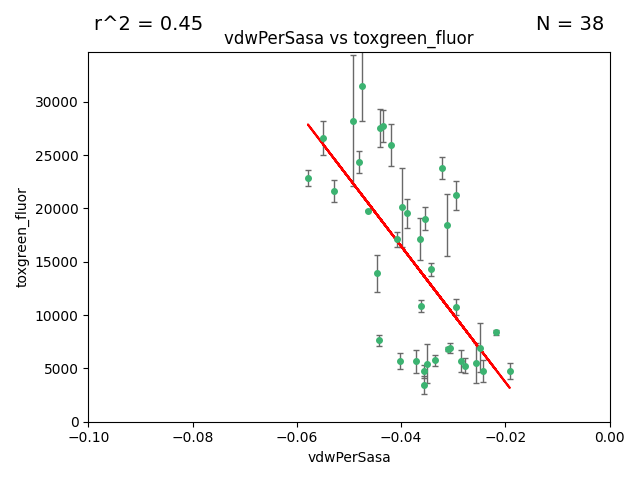 r^2 = 0.45
N = 38
vdwPerSasa vs toxgreen_fluor
30000
25000
20000
15000
10000
5000
0
toxgreen_fluor
−0.10
−0.08
−0.06
−0.04
−0.02
0.00
vdwPerSasa